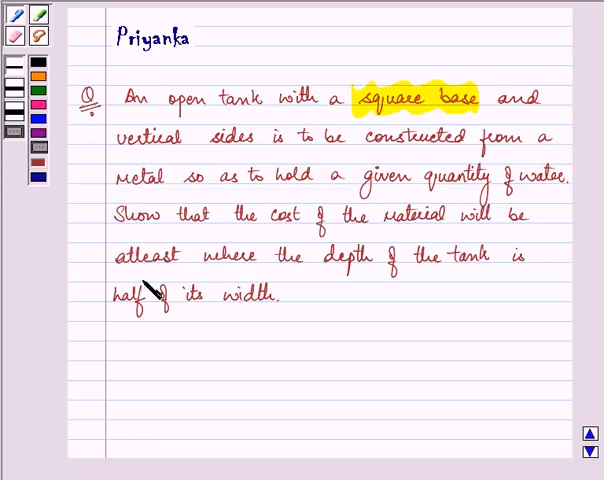 Priyanka
Q An open tank with a square base and
vertical sides is to be constructed from a
metal so as to hold a given quantity of water.
Show that the cost of the material will be
atleast where the depth of the tank is
half of its width.